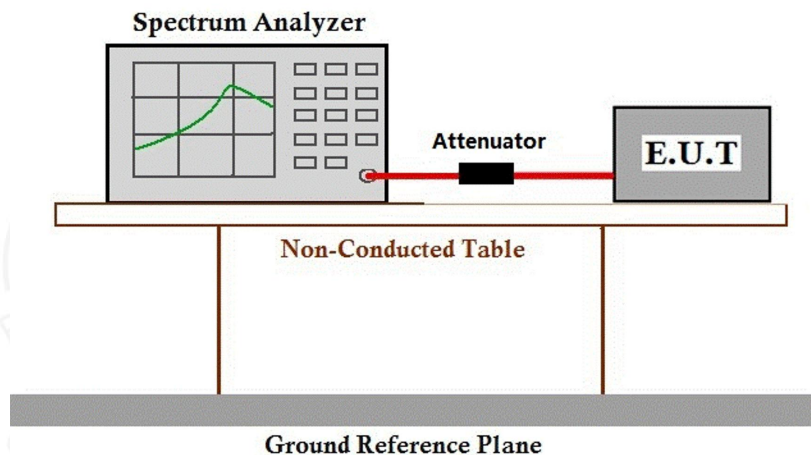 Spectrum Analyzer
Attenuator
E.U.T
Non-Conducted Table
Ground Reference Plane